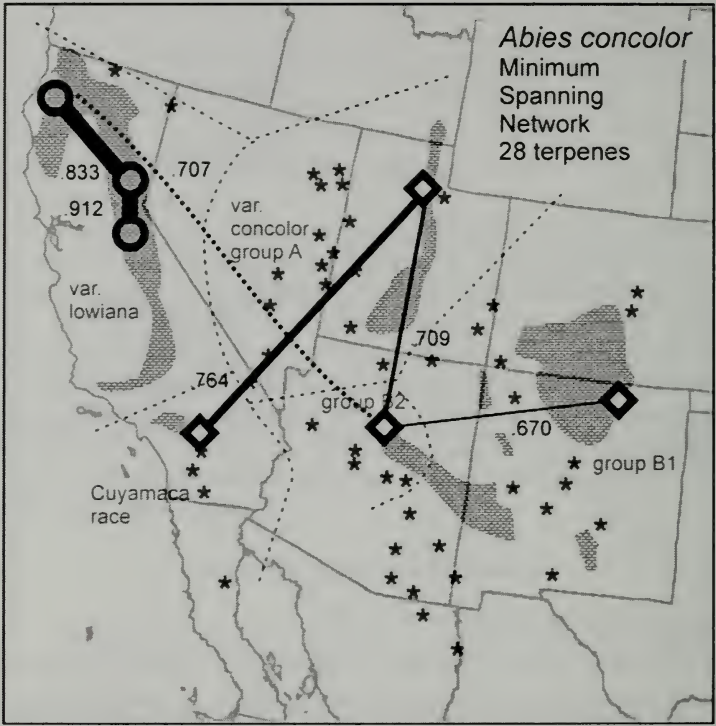 Abies concolor
Minimum
Spanning
Network
28 terpenes
.833
.707
.912
var.
concolor
group A
var.
lowiana
.709
.764
group B2
.670
group B1
Cuyamaca
race